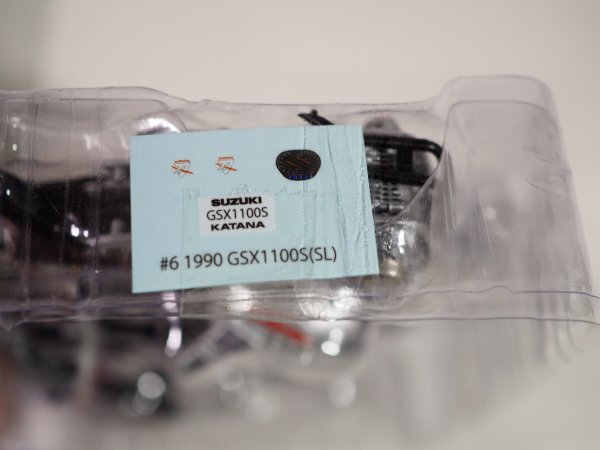 SUZUKI
GSX1100S
KATANA
#6 1990 GSX1100S(SL)